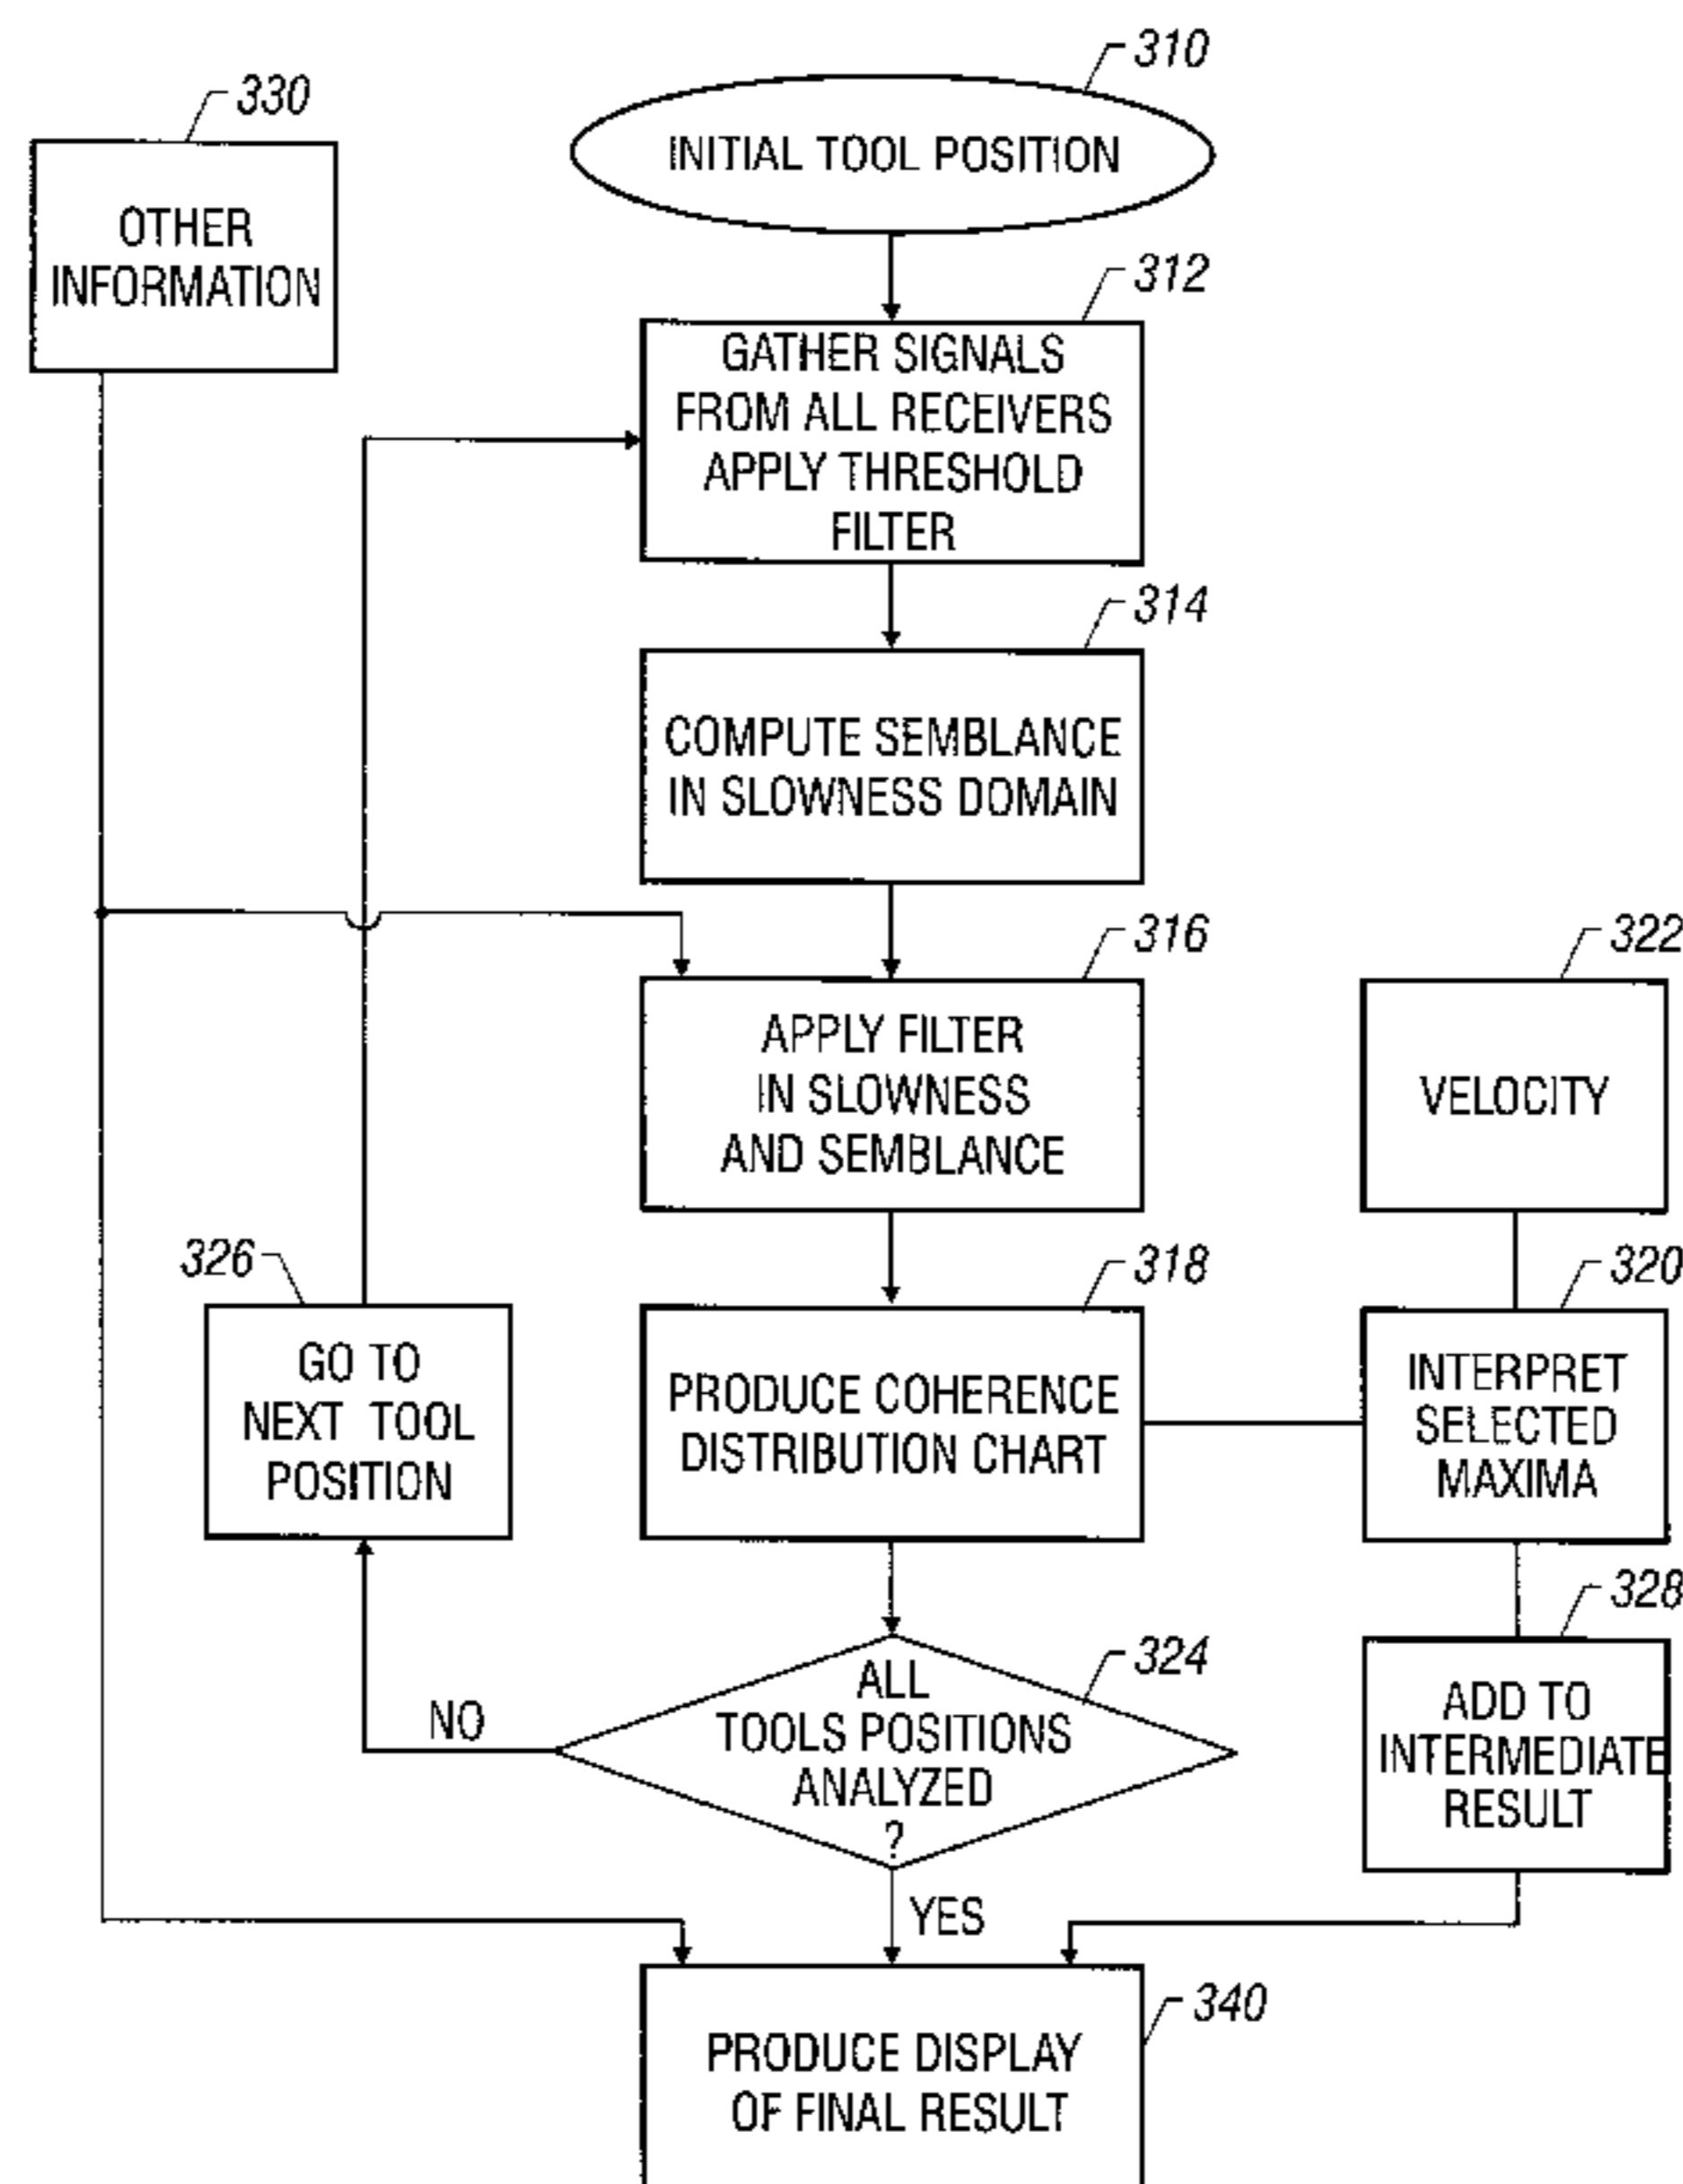 310
INITIAL TOOL POSITION
330
OTHER
INFORMATION
312
GATHER SIGNALS
FROM ALL RECEIVERS
APPLY THRESHOLD
FILTER
314
COMPUTE SEMBLANCE
IN SLOWNESS DOMAIN
316
APPLY FILTER
IN SLOWNESS
AND SEMBLANCE
322
VELOCITY
326
GO TO
NEXT TOOL
POSITION
318
PRODUCE COHERENCE
DISTRIBUTION CHART
320
INTERPRET
SELECTED
MAXIMA
324
ALL
TOOLS POSITIONS
ANALYZED
?
NO
YES
328
ADD TO
INTERMEDIATE
RESULT
340
PRODUCE DISPLAY
OF FINAL RESULT